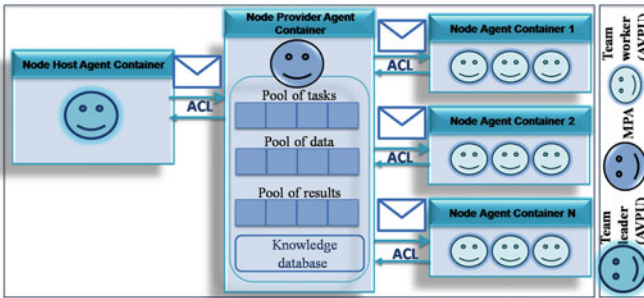 Node Host Agent Container
ACL
Node Provider Agent
Container
Pool of tasks
Pool of data
Pool of results
Knowledge
database
ACL
Node Agent Container 1
ACL
Node Agent Container 2
ACL
Node Agent Container N
Team
worker
(AVPU)
MPA
Team
leader
(AVPU)